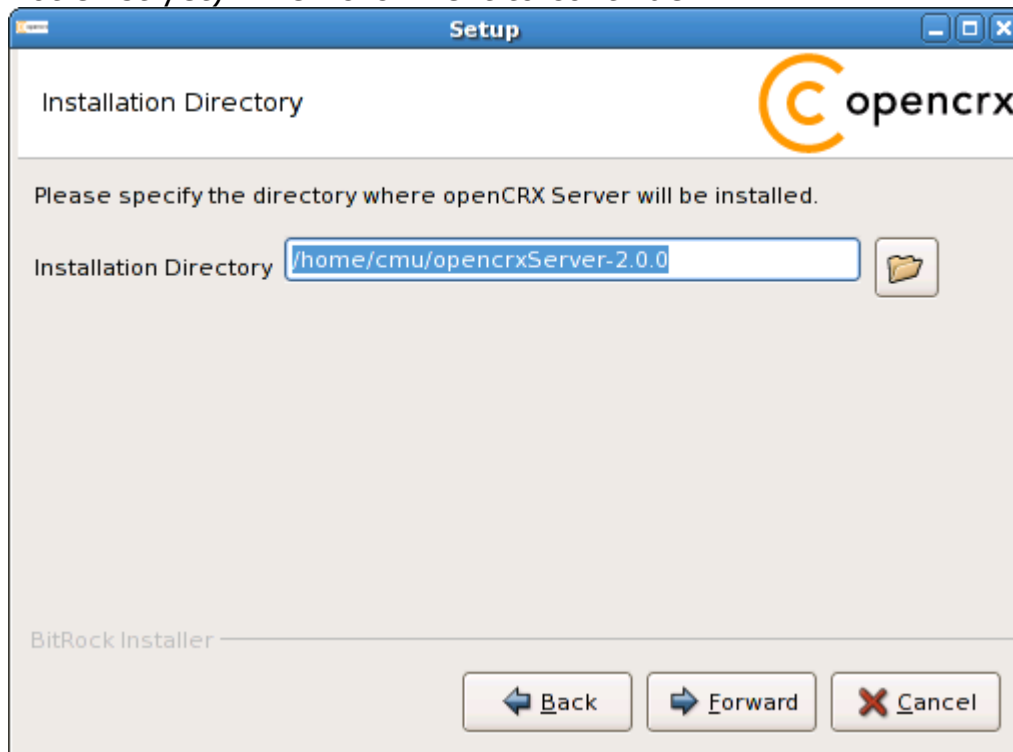 Setup
Installation Directory
opencrx
Please specify the directory where openCRX Server will be installed.
Installation Directory /home/cmu/opencrxServer-2.0.0
BitRock Installer
Back Forward Cancel